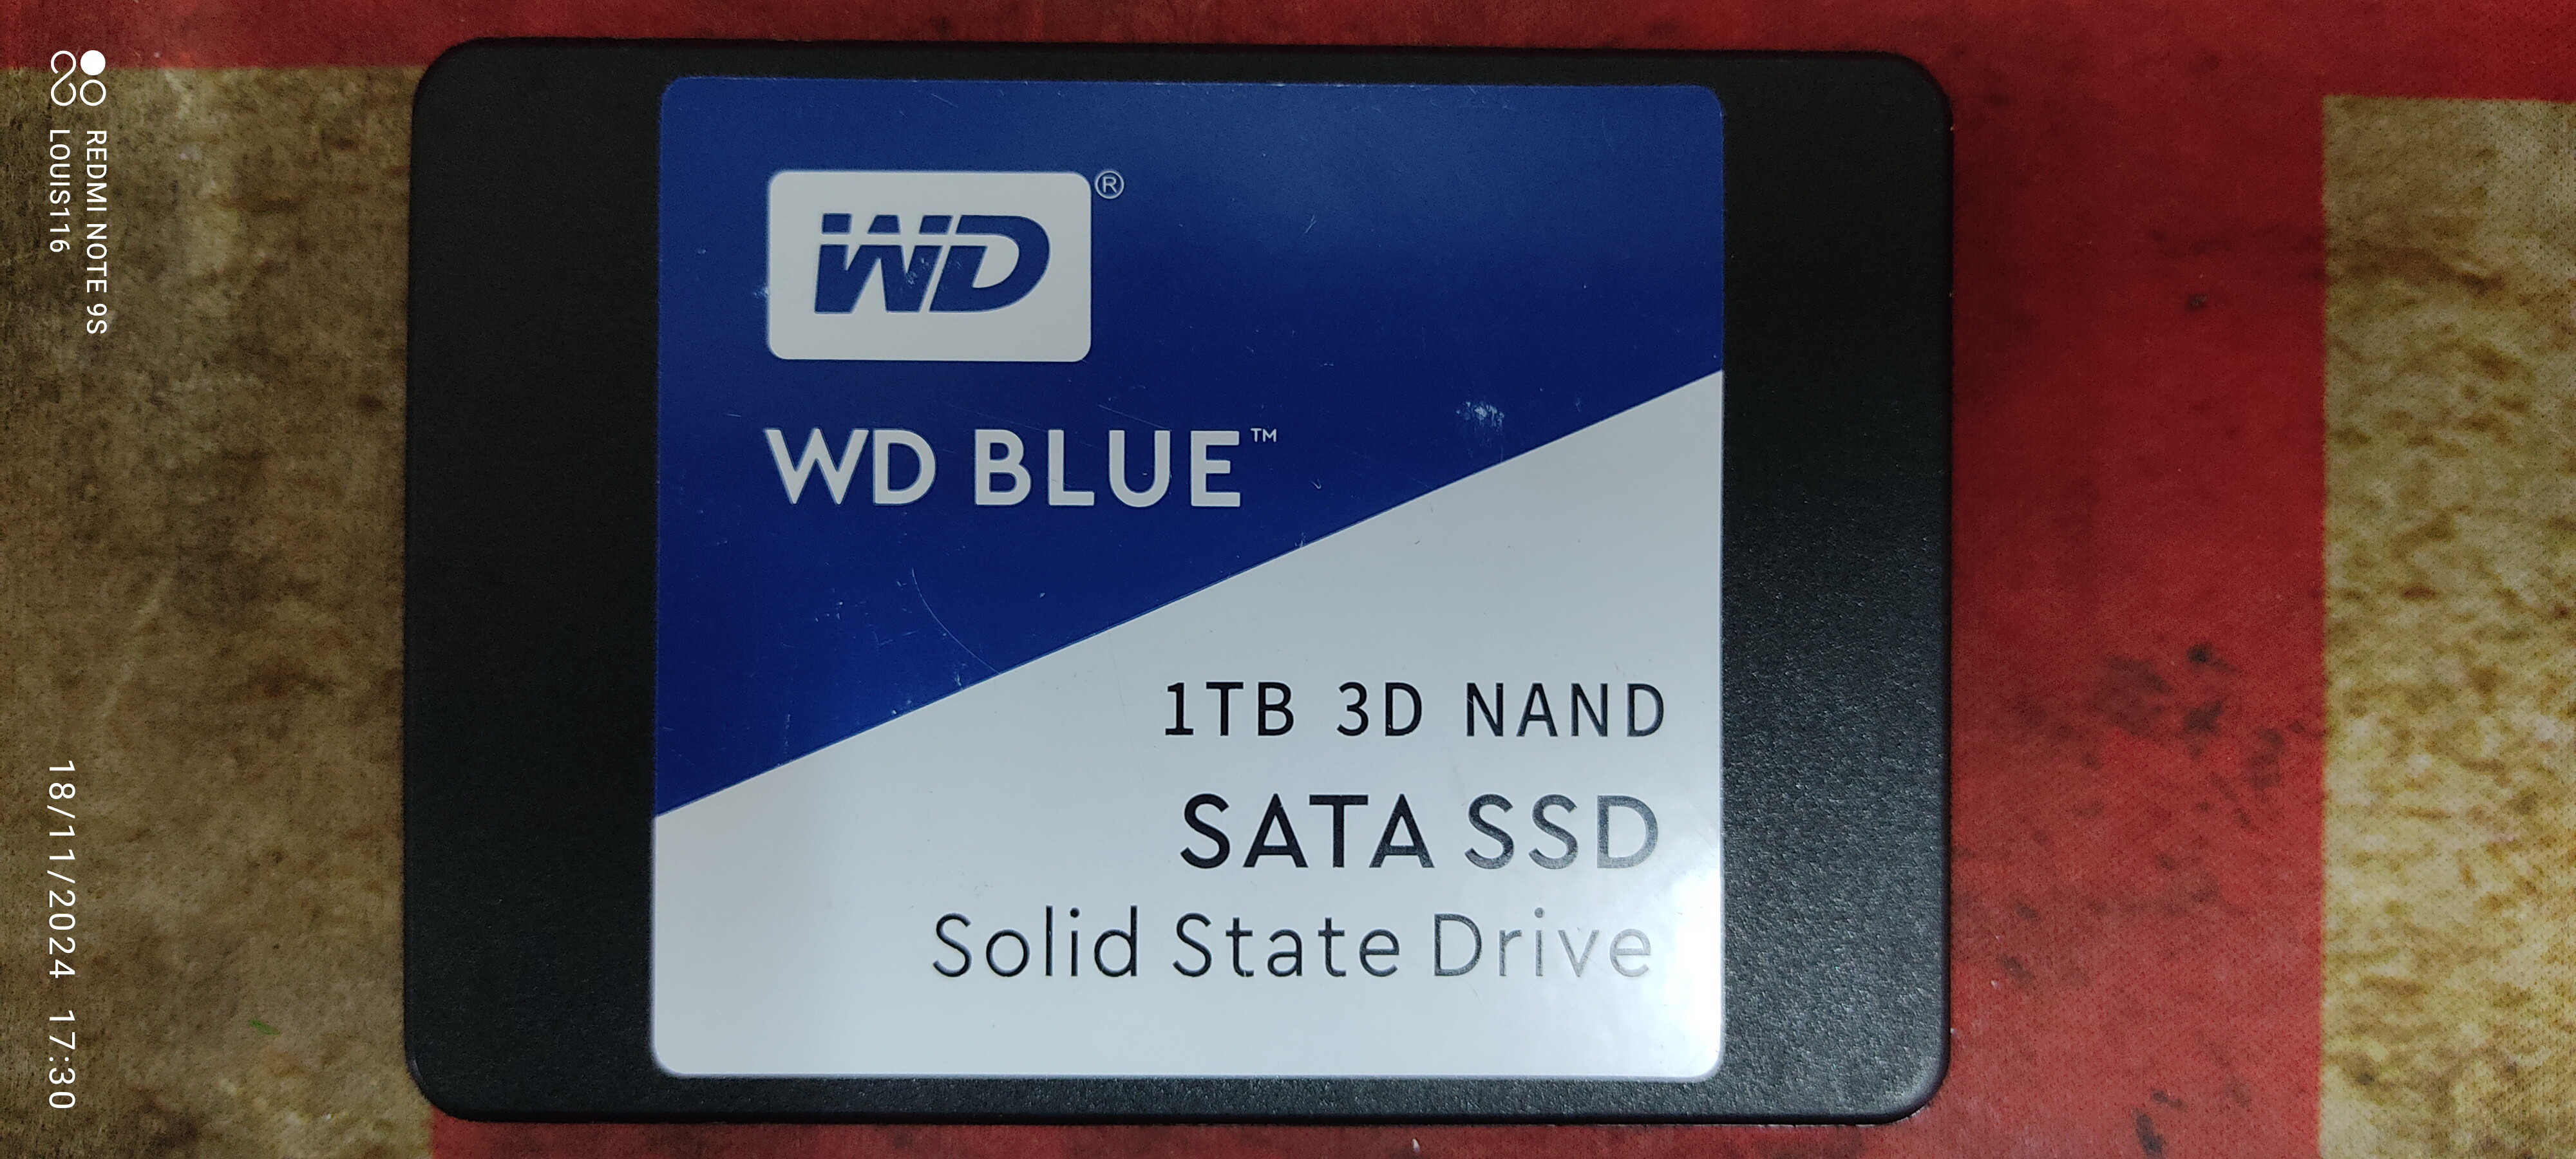 WD®
WD BLUE™
1TB 3D NAND
SATA SSD
Solid State Drive
REDMI NOTE 9S
LOUIS116
18/11/2024 17:30